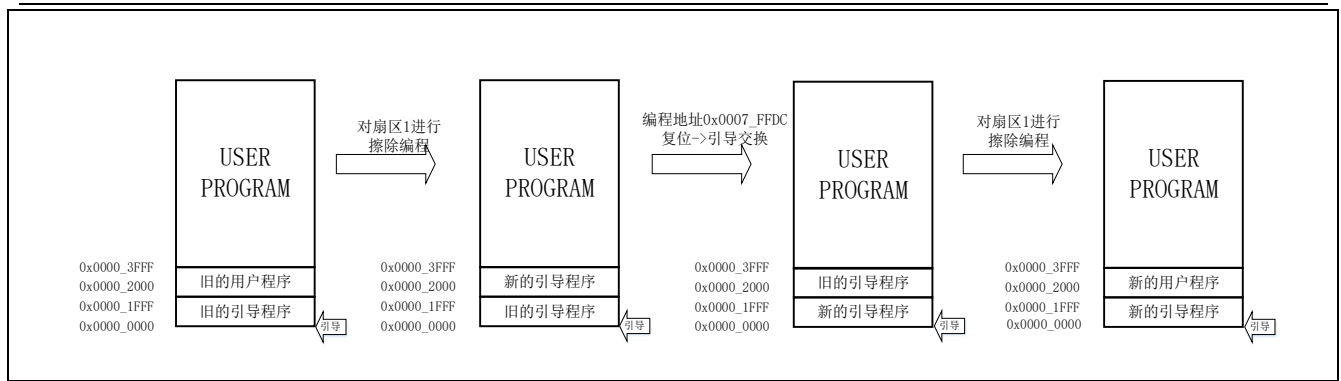 USER
PROGRAM
0x0000_3FFF
0x0000_2000
0x0000_1FFF
0x0000_0000
旧的用户程序
旧的引导程序
引导
对扇区1进行
擦除编程
USER
PROGRAM
0x0000_3FFF
0x0000_2000
0x0000_1FFF
0x0000_0000
新的引导程序
旧的引导程序
引导
编程地址0x0007_FFDC
复位->引导交换
USER
PROGRAM
0x0000_3FFF
0x0000_2000
0x0000_1FFF
0x0000_0000
旧的引导程序
新的引导程序
引导
对扇区1进行
擦除编程
USER
PROGRAM
0x0000_3FFF
0x0000_2000
0x0000_1FFF
0x0000_0000
新的用户程序
新的引导程序
引导